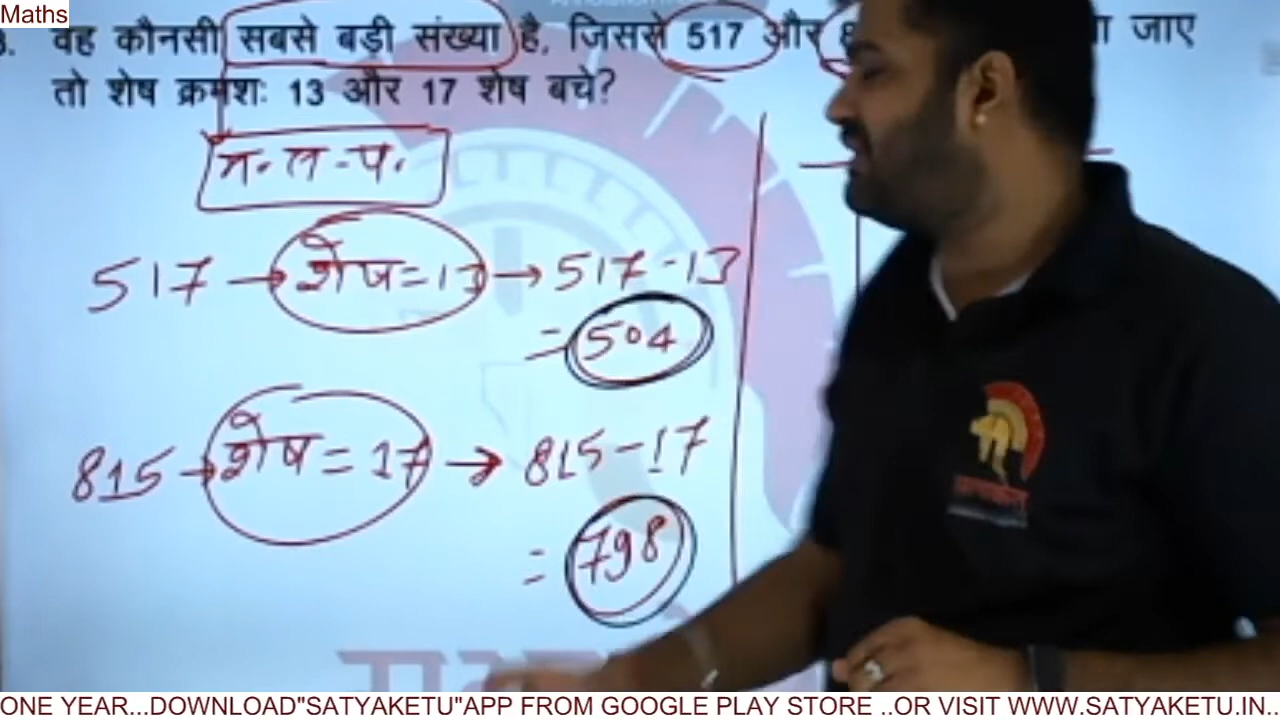 Maths
वह कौनसी सबसे बड़ी संख्या है, जिससे 517 और 8 जाए
तो शेष क्रमशः 13 और 17 शेष बचे?
म. स. प.
517 → शेष = 13 → 517 - 13
= 504
815 → शेष = 17 → 815 - 17
= 798
ONE YEAR...DOWNLOAD"SATYAKETU"APP FROM GOOGLE PLAY STORE ..OR VISIT WWW.SATYAKETU.IN..